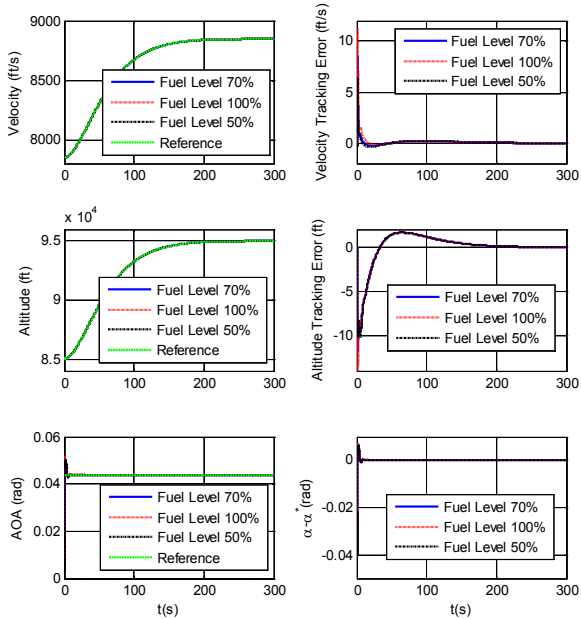 9000
8000
Velocity (ft/s)
Fuel Level 70%
Fuel Level 100%
Fuel Level 50%
Reference
0 100 200 300
10
5
0
Velocity Tracking Error (ft/s)
Fuel Level 70%
Fuel Level 100%
Fuel Level 50%
0 100 200 300
x 10^4
9.5
9
8.5
Altitude (ft)
Fuel Level 70%
Fuel Level 100%
Fuel Level 50%
Reference
0 100 200 300
0
-5
-10
Altitude Tracking Error (ft)
Fuel Level 70%
Fuel Level 100%
Fuel Level 50%
0 100 200 300
0.06
0.04
0.02
0
AOA (rad)
Fuel Level 70%
Fuel Level 100%
Fuel Level 50%
Reference
0 100 200 300
t(s)
0
-0.02
-0.04
α-α* (rad)
Fuel Level 70%
Fuel Level 100%
Fuel Level 50%
0 100 200 300
t(s)